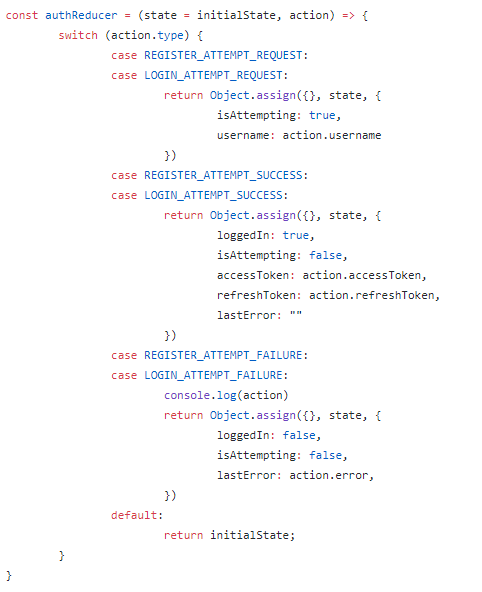 const authReducer = (state = initialState, action) => {
        switch (action.type) {
                case REGISTER_ATTEMPT_REQUEST:
                case LOGIN_ATTEMPT_REQUEST:
                        return Object.assign({}, state, {
                                isAttempting: true,
                                username: action.username
                        })
                case REGISTER_ATTEMPT_SUCCESS:
                case LOGIN_ATTEMPT_SUCCESS:
                        return Object.assign({}, state, {
                                loggedIn: true,
                                isAttempting: false,
                                accessToken: action.accessToken,
                                refreshToken: action.refreshToken,
                                lastError: ""
                        })
                case REGISTER_ATTEMPT_FAILURE:
                case LOGIN_ATTEMPT_FAILURE:
                        console.log(action)
                        return Object.assign({}, state, {
                                loggedIn: false,
                                isAttempting: false,
                                lastError: action.error,
                        })
                default:
                        return initialState;
        }
}